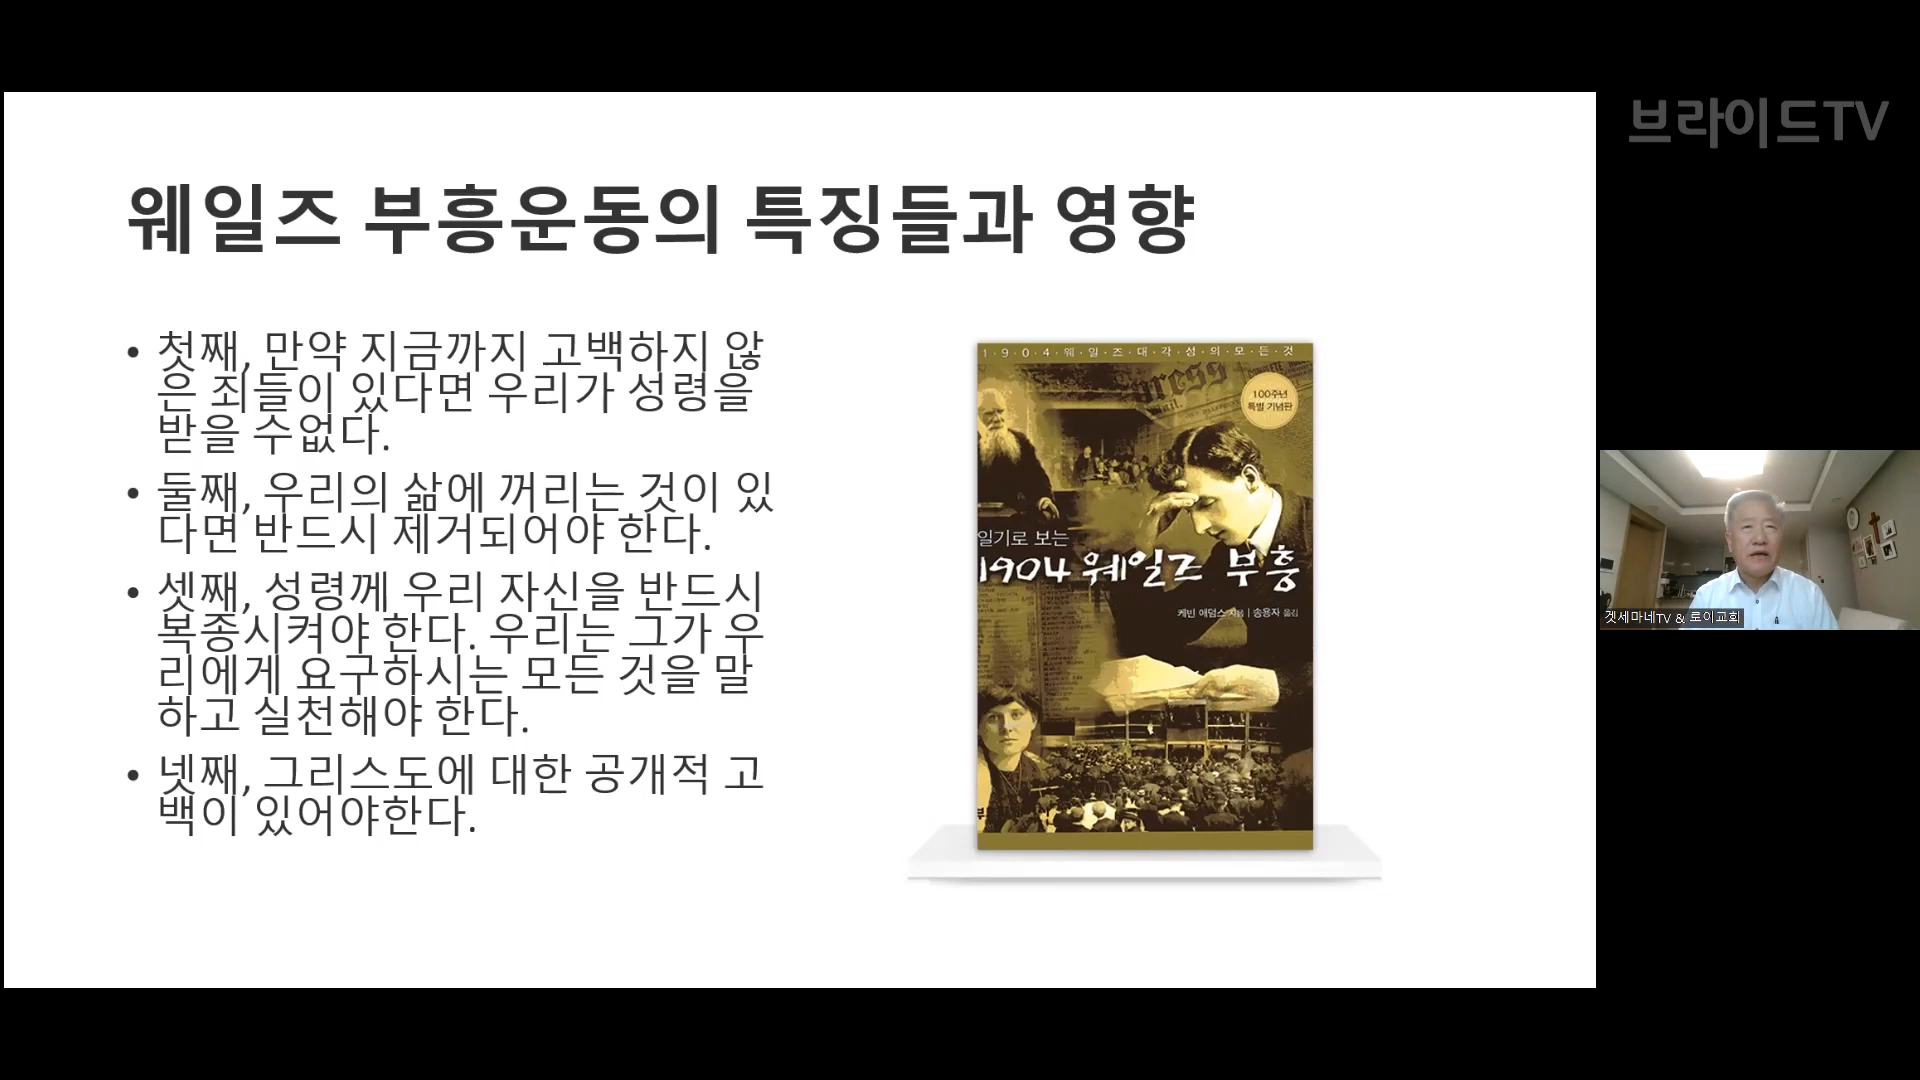 브라이드TV
웨일즈 부흥운동의 특징들과 영향
• 첫째, 만약 지금까지 고백하지 않
은 죄들이 있다면 우리가 성령을
받을 수없다.
• 둘째, 우리의 삶에 꺼리는 것이 있
다면 반드시 제거되어야 한다.
• 셋째, 성령께 우리 자신을 반드시
복종시켜야 한다. 우리는 그가 우
리에게 요구하시는 모든 것을 말
하고 실천해야 한다.
• 넷째, 그리스도에 대한 공개적 고
백이 있어야한다.
1·9·0·4·웨·일·즈·대·각·성·의·모·든·것
press
100주년
특별 기념판
일기로 보는
1904 웨일즈 부흥
케빈 애덤스 지음 | 송용자 옮김
겟세마네TV & 로이교회